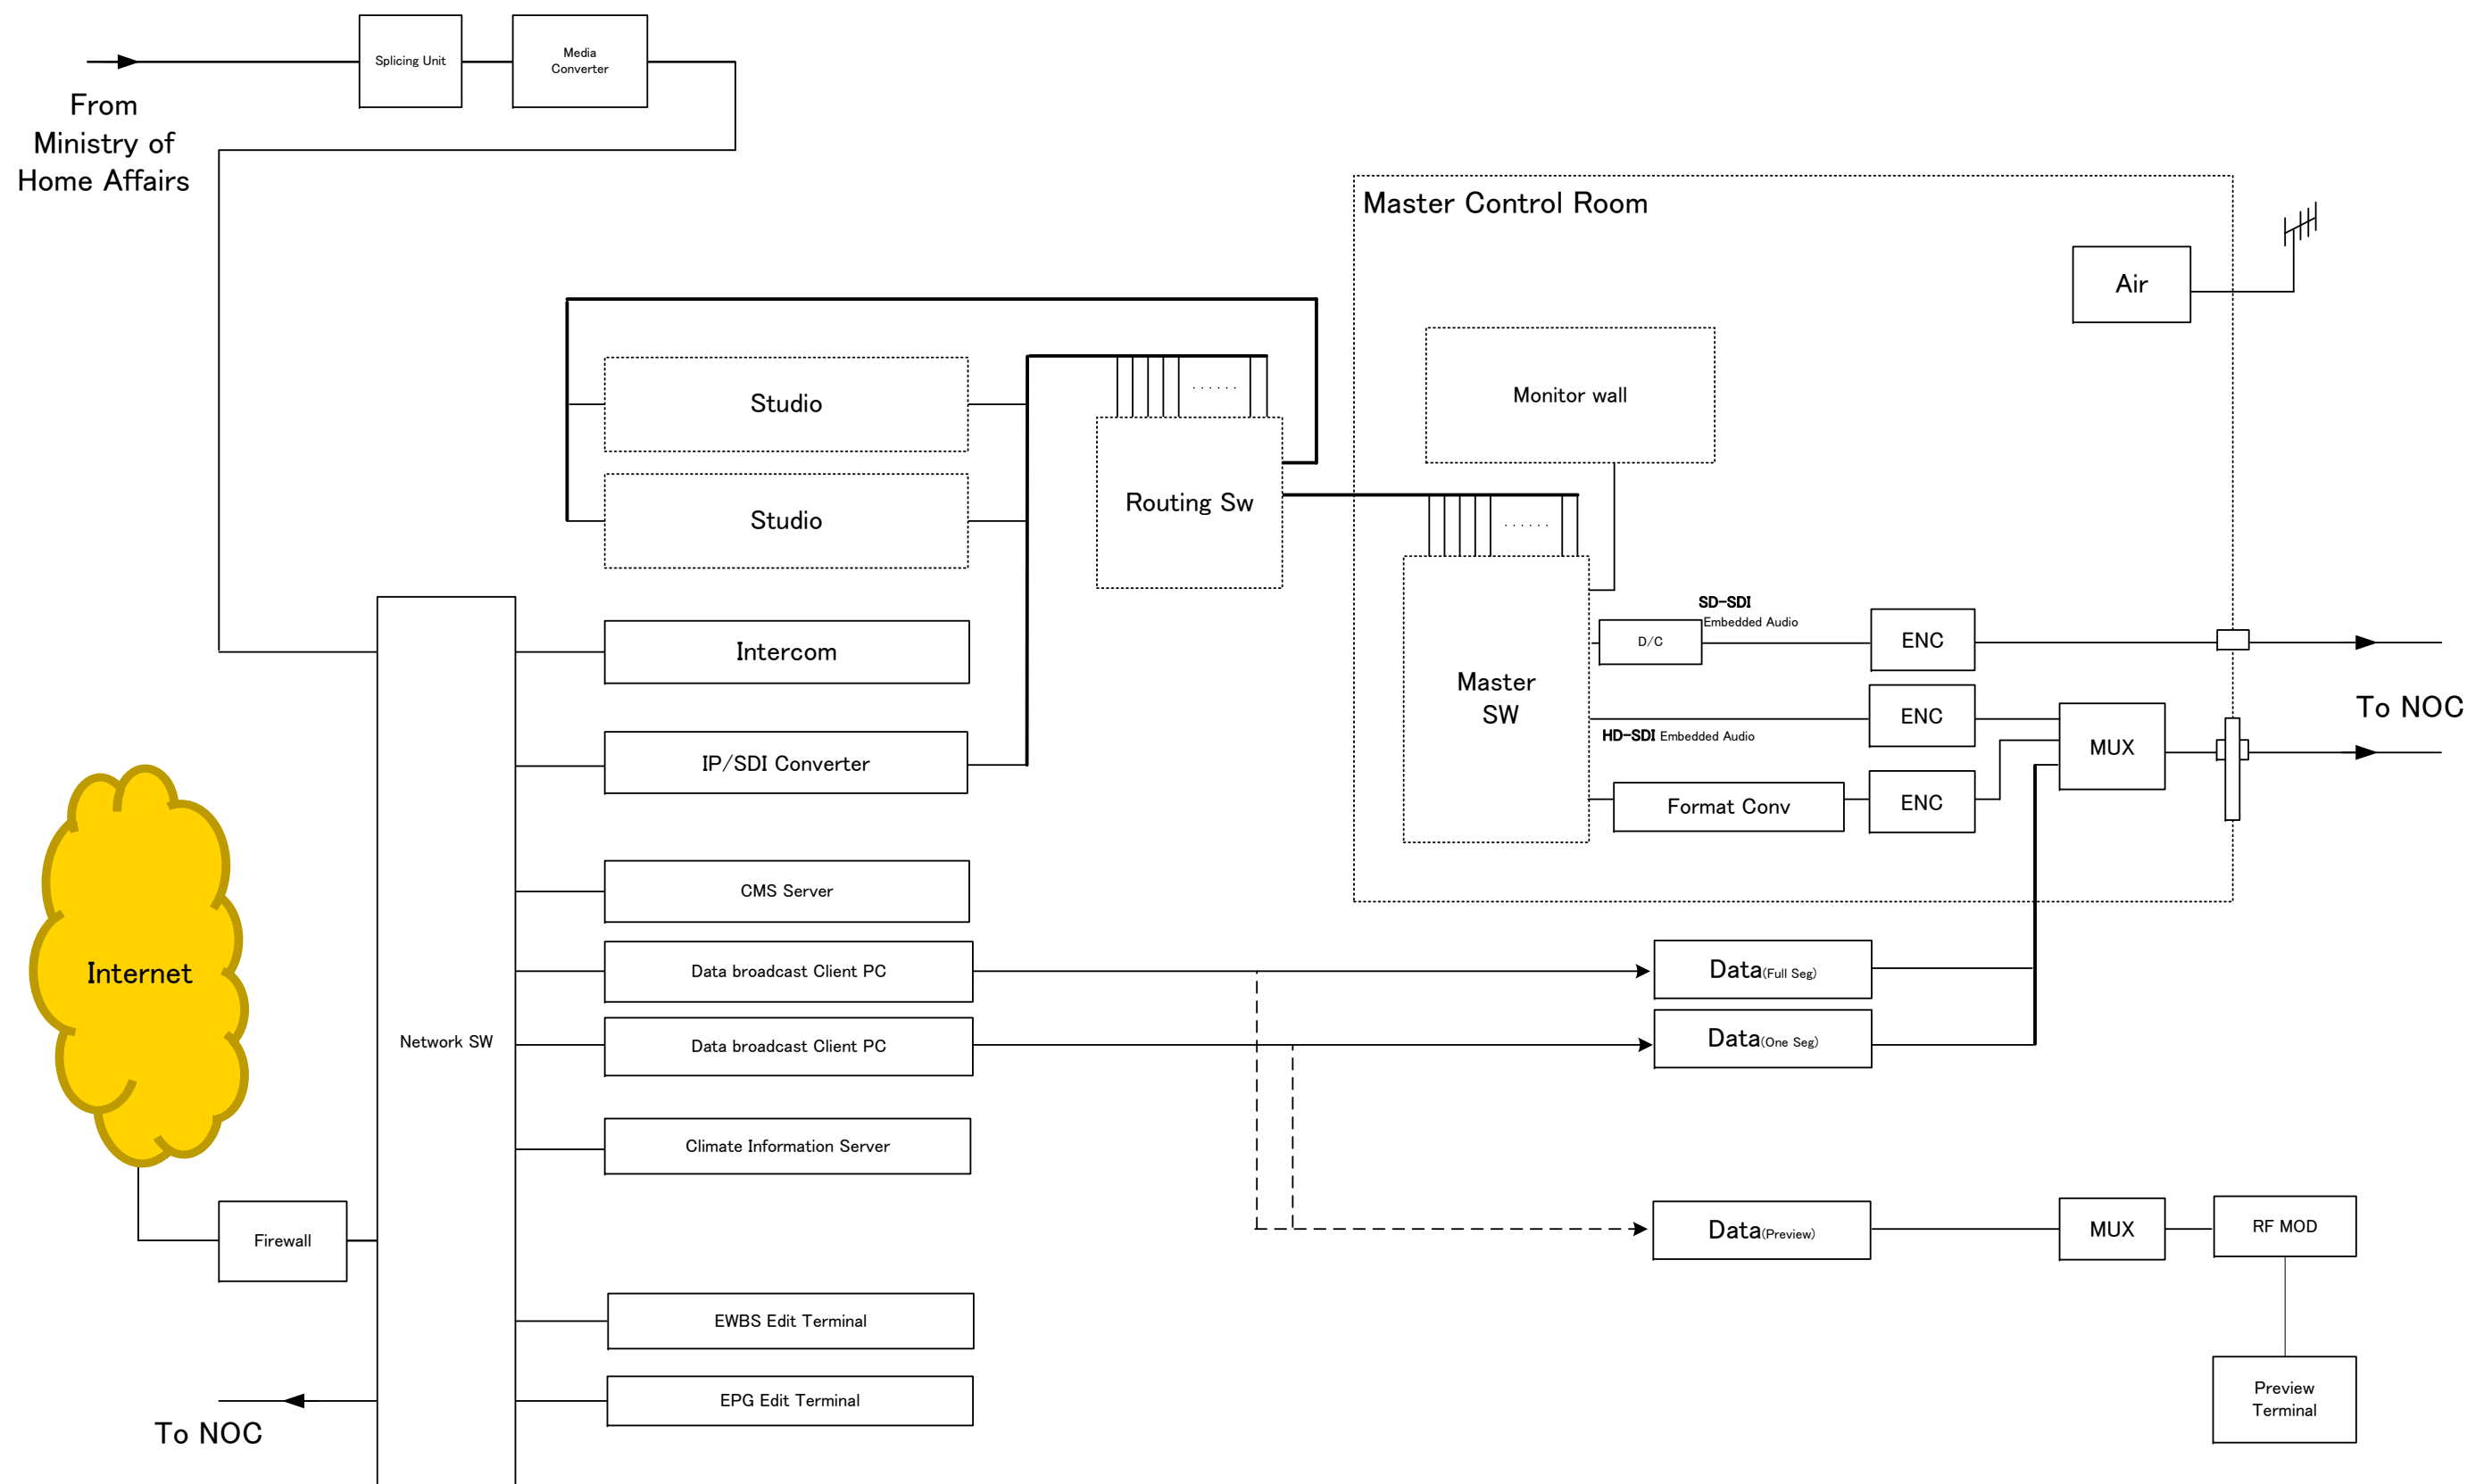 Splicing Unit
Media
Converter
From
Ministry of
Home Affairs
Master Control Room
Air
Monitor wall
Studio
Studio
Routing Sw
. . . . . .
. . . . . .
Intercom
IP/SDI Converter
Master
SW
SD-SDI
Embedded Audio
D/C
ENC
ENC
HD-SDI Embedded Audio
Format Conv
ENC
MUX
To NOC
Internet
Network SW
CMS Server
Data broadcast Client PC
Data(Full Seg)
Data broadcast Client PC
Data(One Seg)
Climate Information Server
Firewall
Data(Preview)
MUX
RF MOD
EWBS Edit Terminal
EPG Edit Terminal
Preview
Terminal
To NOC